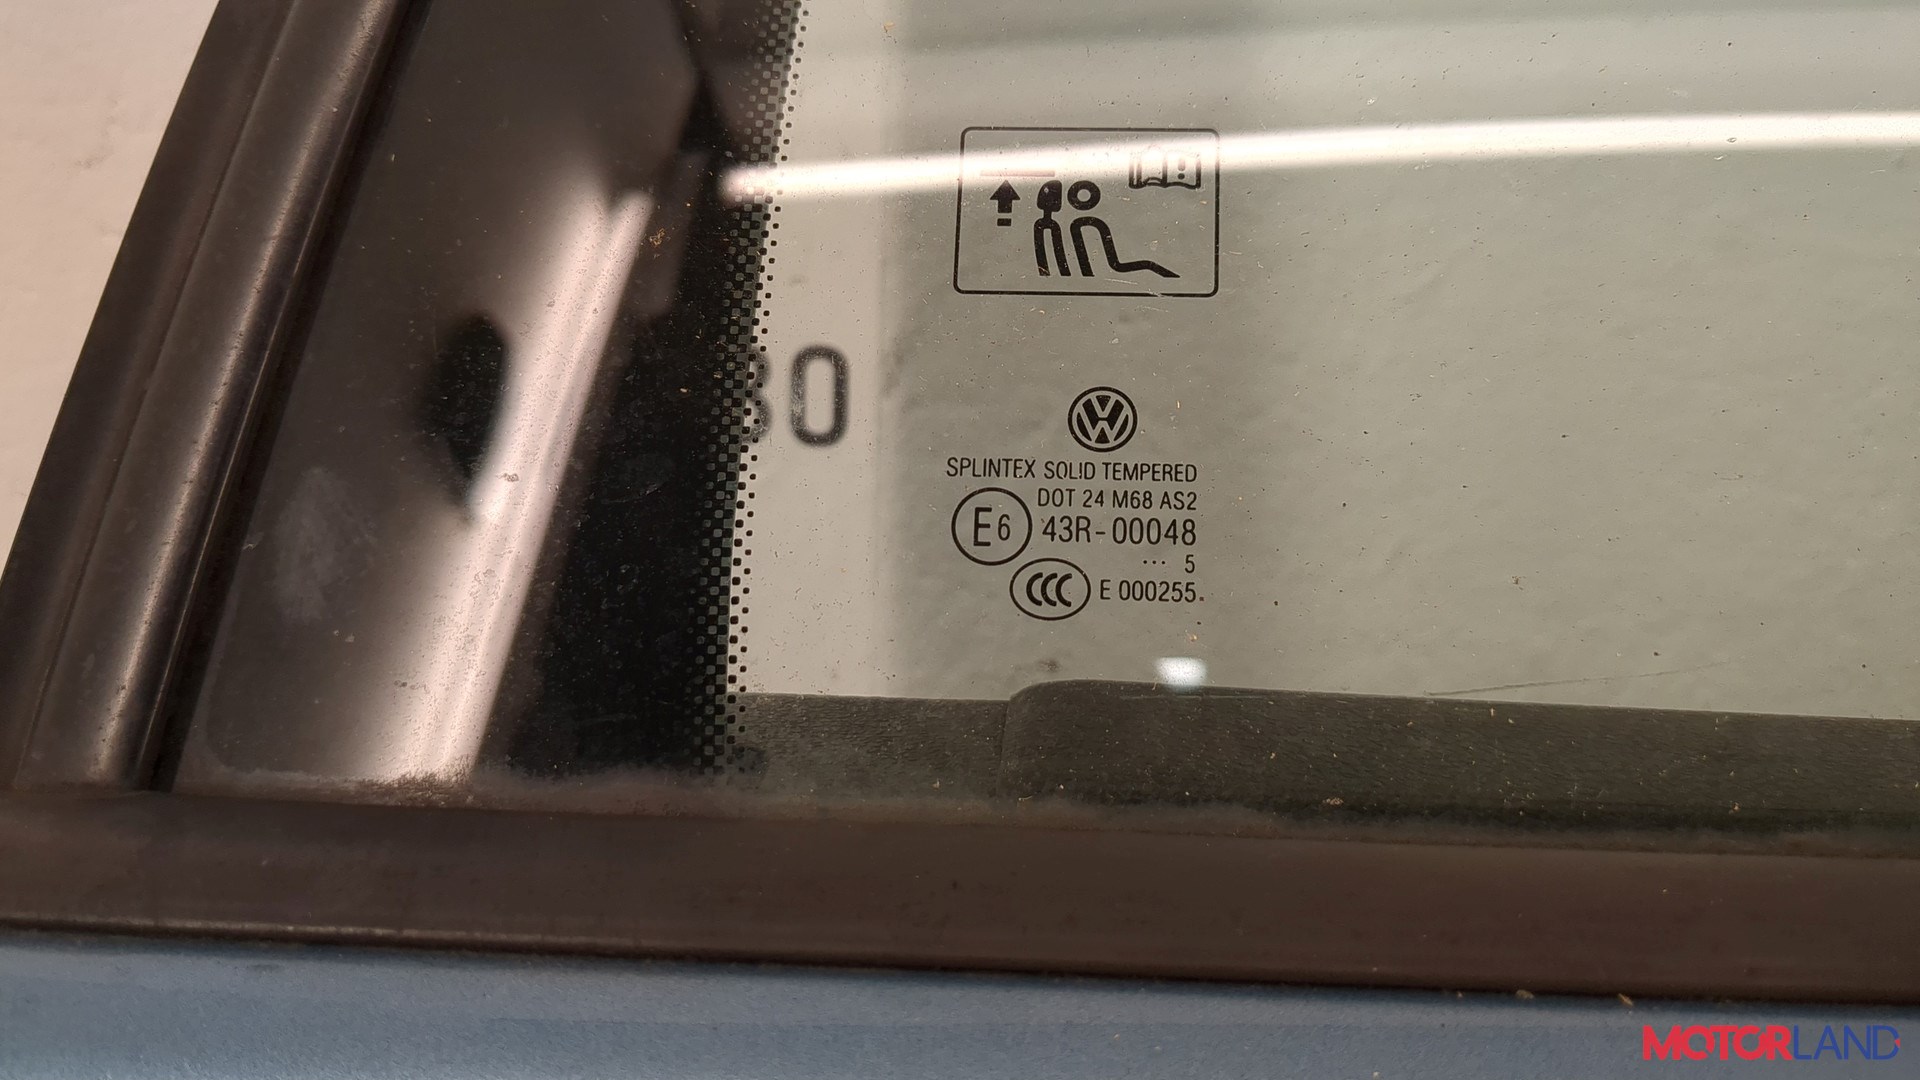 SPLINTEX SOLID TEMPERED
DOT 24 M68 AS2
E6 43R-00048
... 5
CCC E 000255.
MOTORLAND